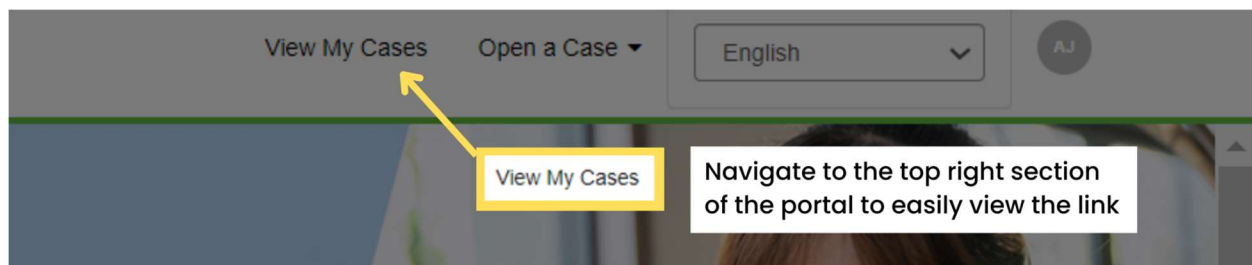 View My Cases Open a Case English AJ
View My Cases
Navigate to the top right section
of the portal to easily view the link